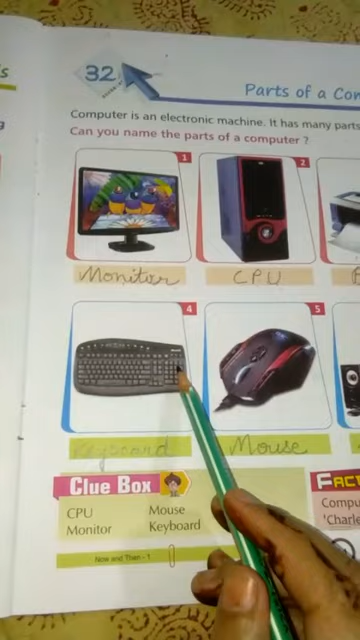 32
Parts of a Com
Computer is an electronic machine. It has many parts
Can you name the parts of a computer ?
1
2
Monitor
CPU
4
5
Keyboard
Mouse
Clue Box
CPU
Mouse
Monitor
Keyboard
FACT
Compu
'Charle
Now and Then - 1